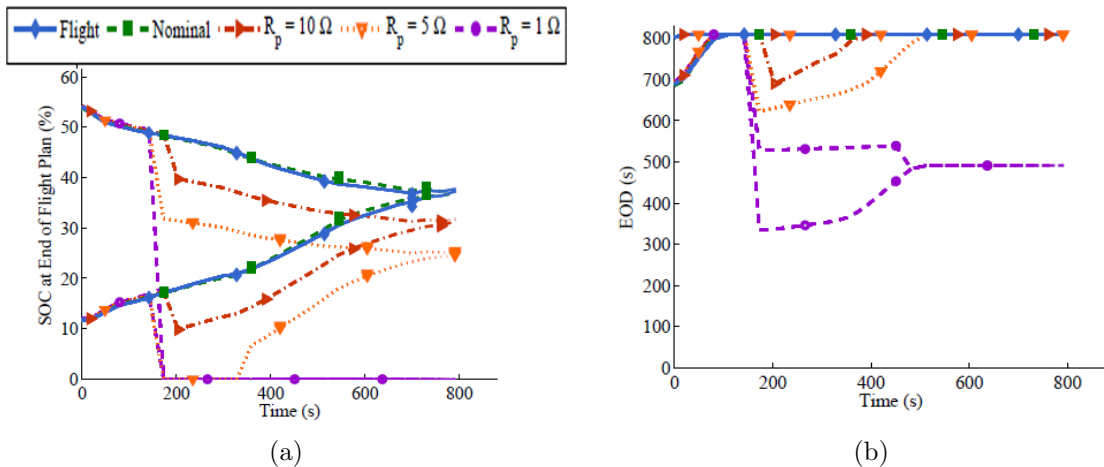 Flight Nominal R_p = 10 Ω R_p = 5 Ω R_p = 1 Ω
60
50
40
30
20
10
0
SOC at End of Flight Plan (%)
0 200 400 600 800
Time (s)
(a)
800
700
600
500
400
300
200
100
0
EOD (s)
0 200 400 600 800
Time (s)
(b)